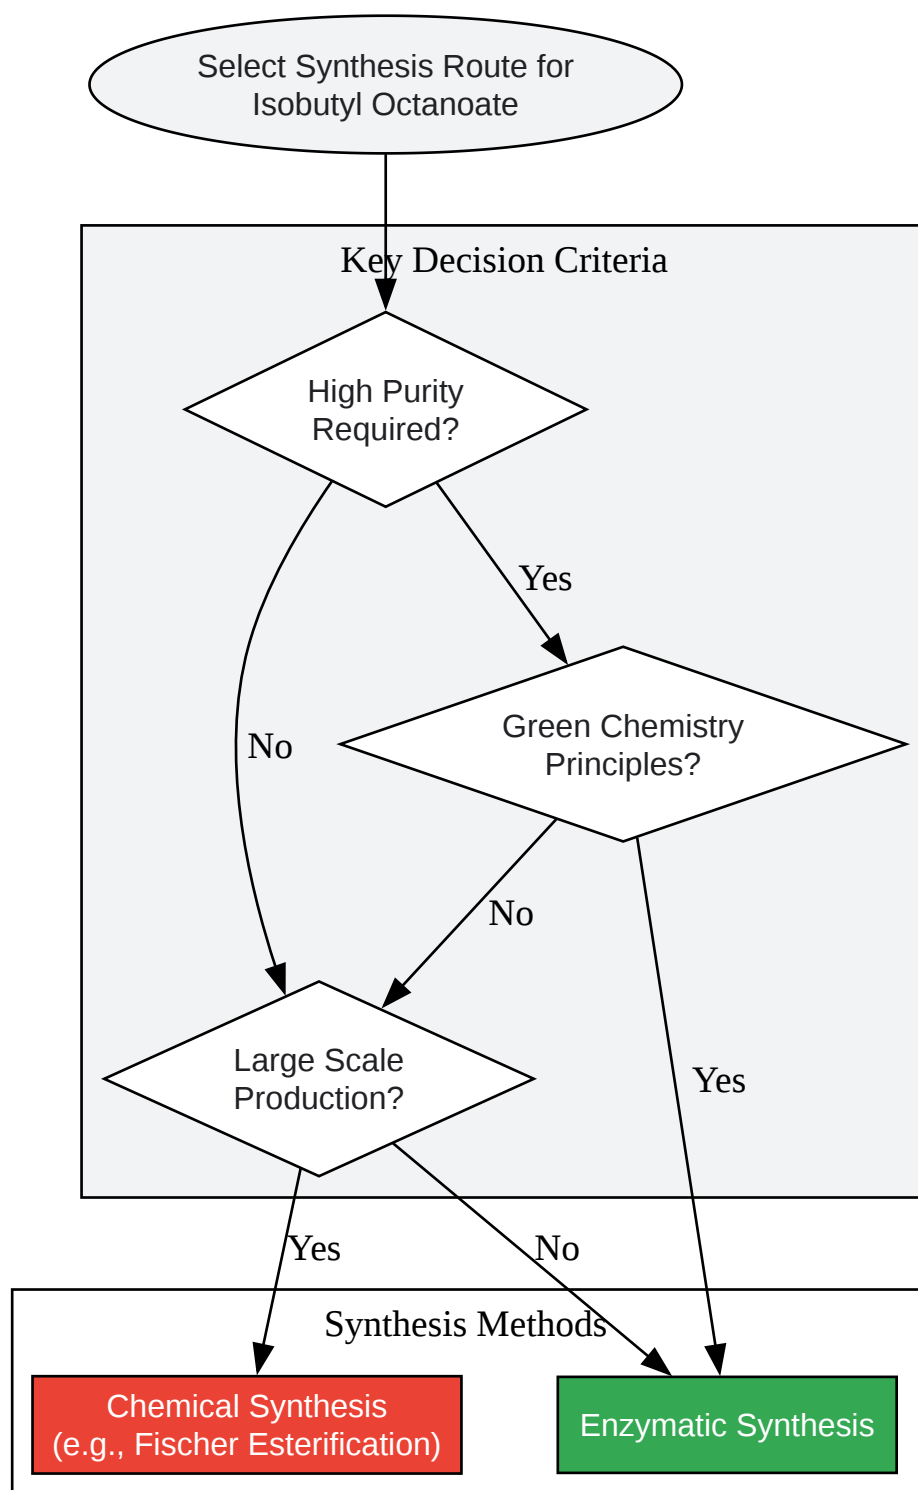 Select Synthesis Route for
Isobutyl Octanoate
Key Decision Criteria
High Purity
Required?
Yes
Green Chemistry
Principles?
No
No
Large Scale
Production?
Yes
Yes
No
Synthesis Methods
Chemical Synthesis
(e.g., Fischer Esterification)
Enzymatic Synthesis